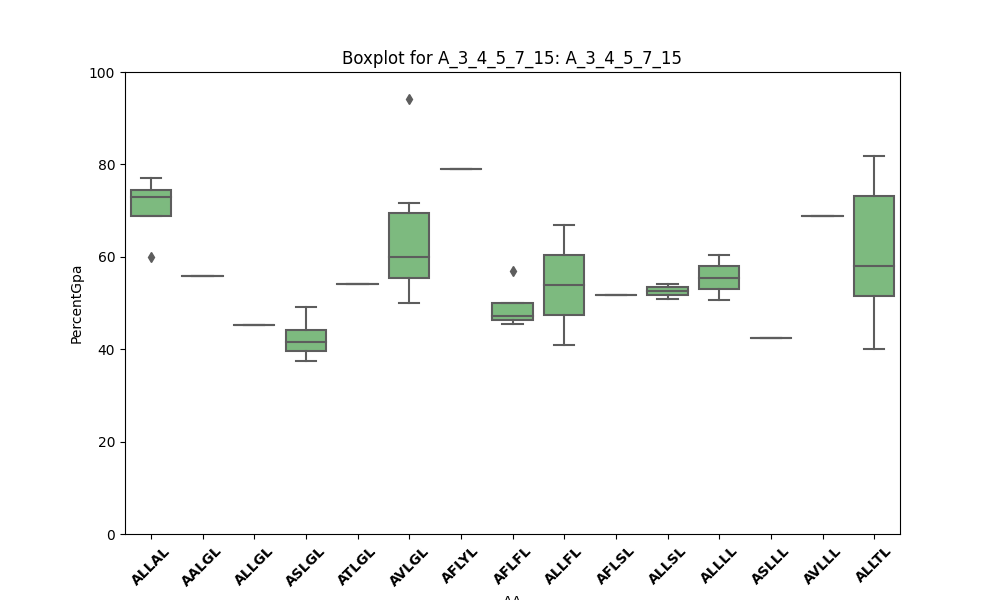 Boxplot for A_3_4_5_7_15: A_3_4_5_7_15
100
80
60
40
20
0
PercentGpa
ALLAL
AALGL
ALLGL
ASLGL
ATLGL
AVLGL
AFLYL
AFLFL
ALLFL
AFLSL
ALLSL
ALLLL
ASLLL
AVLLL
ALLTL